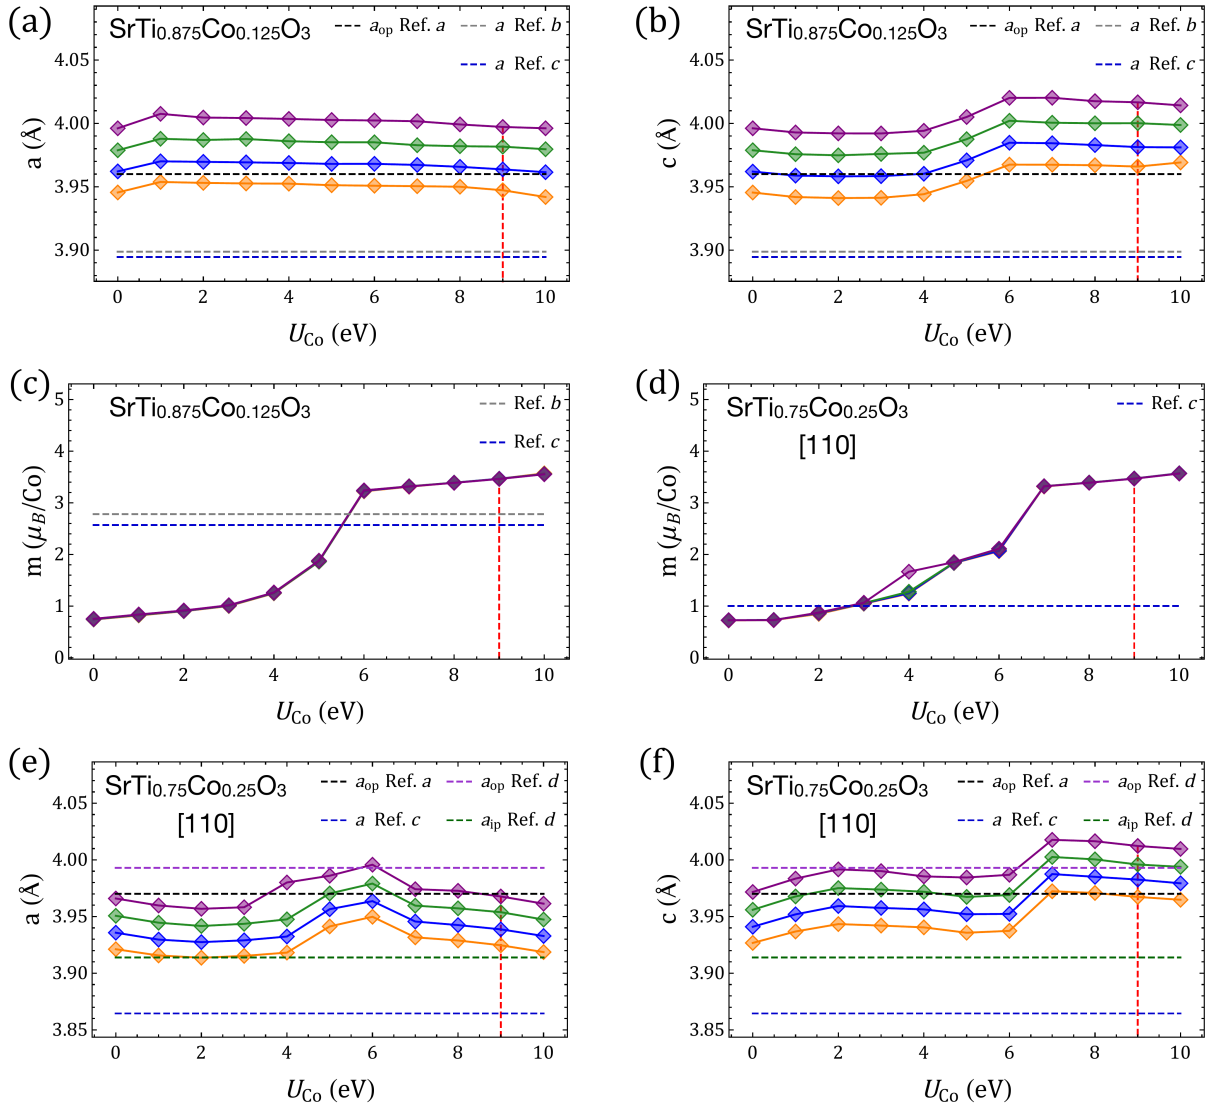 (a)
SrTi0.875Co0.125O3
aop Ref. a
a Ref. b
a Ref. c
4.05
4.00
3.95
3.90
a (Å)
0 2 4 6 8 10
UCo (eV)
(b)
SrTi0.875Co0.125O3
aop Ref. a
a Ref. b
a Ref. c
4.05
4.00
3.95
3.90
c (Å)
0 2 4 6 8 10
UCo (eV)
(c)
SrTi0.875Co0.125O3
Ref. b
Ref. c
5
4
3
2
1
0
m (μB/Co)
0 2 4 6 8 10
UCo (eV)
(d)
SrTi0.75Co0.25O3
[110]
Ref. c
5
4
3
2
1
0
m (μB/Co)
0 2 4 6 8 10
UCo (eV)
(e)
SrTi0.75Co0.25O3
[110]
aop Ref. a
aop Ref. d
a Ref. c
aip Ref. d
4.05
4.00
3.95
3.90
3.85
a (Å)
0 2 4 6 8 10
UCo (eV)
(f)
SrTi0.75Co0.25O3
[110]
aop Ref. a
aop Ref. d
a Ref. c
aip Ref. d
4.05
4.00
3.95
3.90
3.85
c (Å)
0 2 4 6 8 10
UCo (eV)